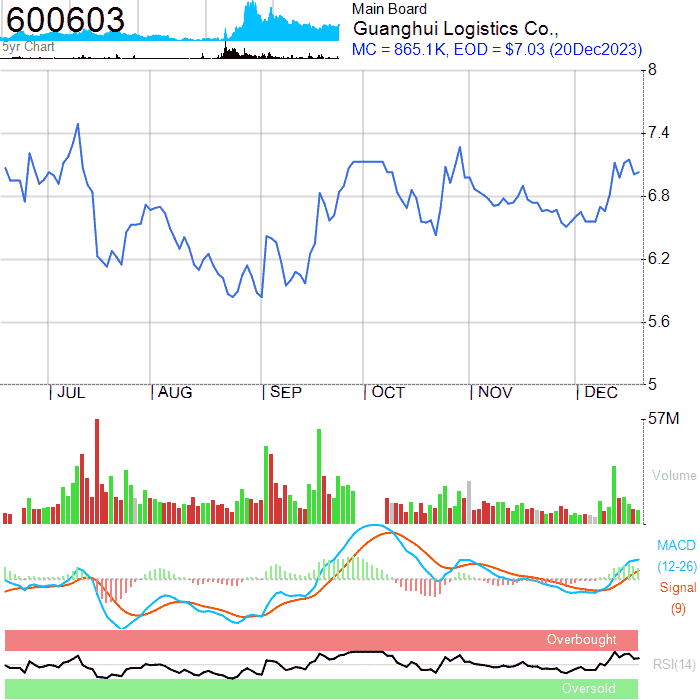 600603
5yr Chart
Main Board
Guanghui Logistics Co.,
MC = 865.1K, EOD = $7.03 (20Dec2023)
8
7.4
6.8
6.2
5.6
5
| JUL | AUG | SEP | OCT | NOV | DEC
57M
Volume
MACD
(12-26)
Signal
(9)
Overbought
RSI(14)
Oversold